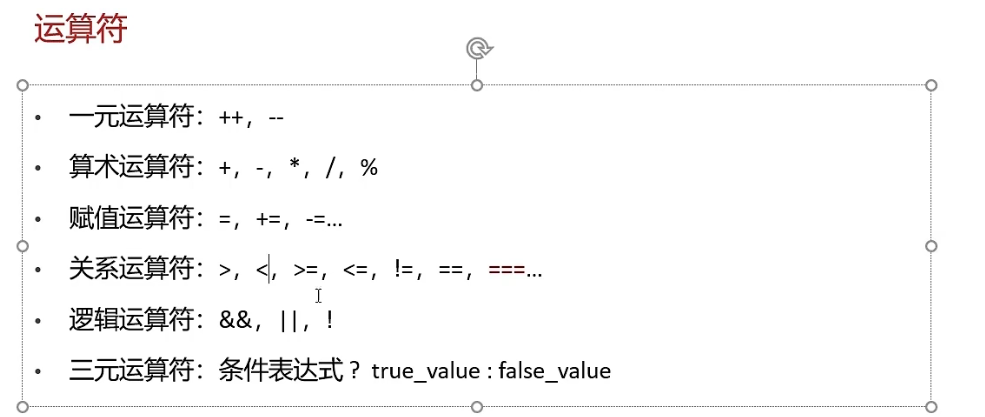 运算符
• 一元运算符：++，--
• 算术运算符：+，-，*，/，%
• 赋值运算符：=，+=，-=...
• 关系运算符：>，<，>=，<=，!=，==，===...
• 逻辑运算符：&&，||，!
• 三元运算符：条件表达式 ? true_value : false_value